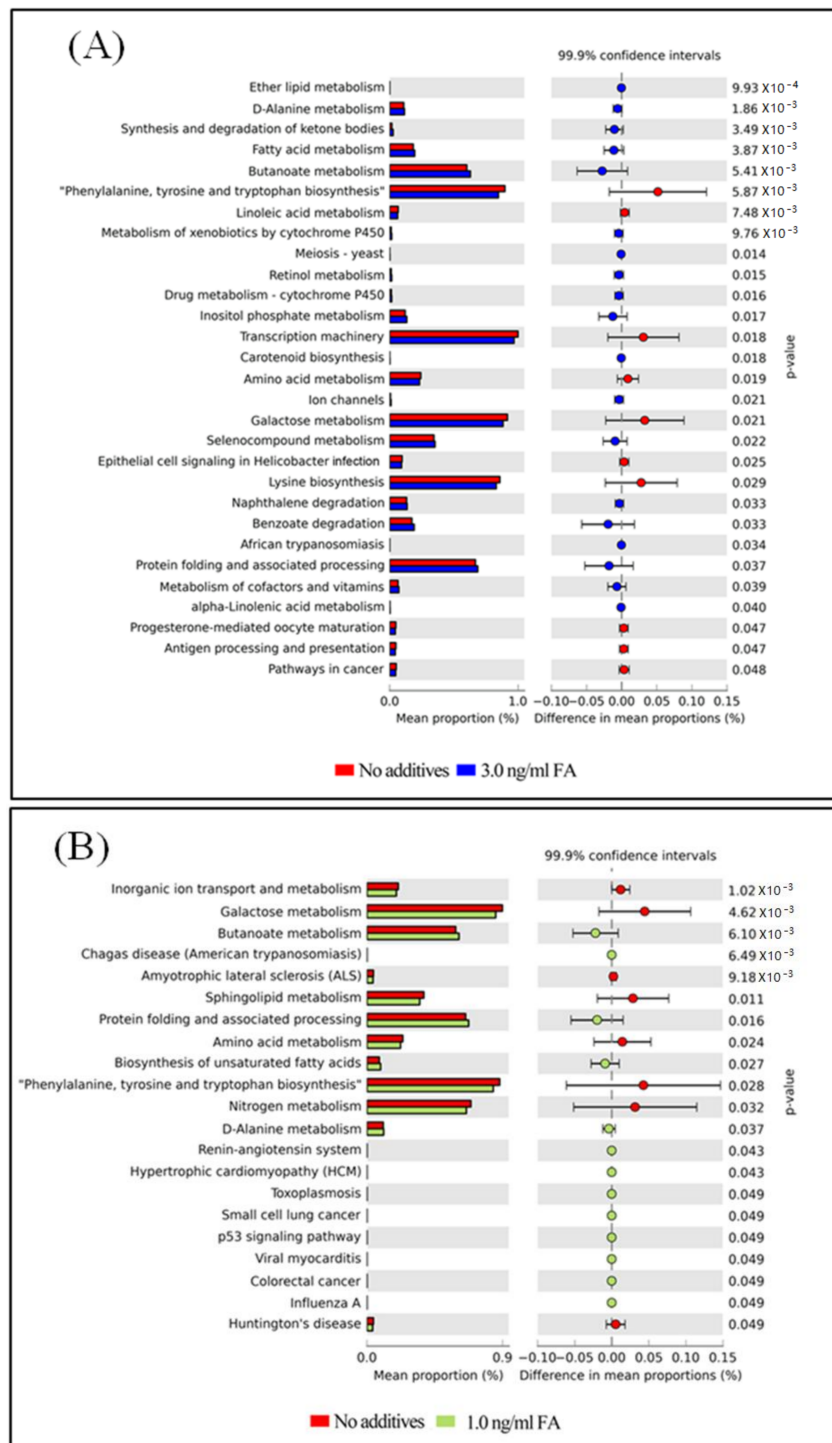 (A)
99.9% confidence intervals
Ether lipid metabolism 9.93 X10⁻⁴
D-Alanine metabolism 1.86 X10⁻³
Synthesis and degradation of ketone bodies 3.49 X10⁻³
Fatty acid metabolism 3.87 X10⁻³
Butanoate metabolism 5.41 X10⁻³
"Phenylalanine, tyrosine and tryptophan biosynthesis" 5.87 X10⁻³
Linoleic acid metabolism 7.48 X10⁻³
Metabolism of xenobiotics by cytochrome P450 9.76 X10⁻³
Meiosis - yeast 0.014
Retinol metabolism 0.015
Drug metabolism - cytochrome P450 0.016
Inositol phosphate metabolism 0.017
Transcription machinery 0.018
Carotenoid biosynthesis 0.018
Amino acid metabolism 0.019
Ion channels 0.021
Galactose metabolism 0.021
Selenocompound metabolism 0.022
Epithelial cell signaling in Helicobacter infection 0.025
Lysine biosynthesis 0.029
Naphthalene degradation 0.033
Benzoate degradation 0.033
African trypanosomiasis 0.034
Protein folding and associated processing 0.037
Metabolism of cofactors and vitamins 0.039
alpha-Linolenic acid metabolism 0.040
Progesterone-mediated oocyte maturation 0.047
Antigen processing and presentation 0.047
Pathways in cancer 0.048
p-value
0.0 1.0 −0.10 −0.05 0.00 0.05 0.10 0.15
Mean proportion (%) Difference in mean proportions (%)
No additives 3.0 ng/ml FA
(B)
99.9% confidence intervals
Inorganic ion transport and metabolism 1.02 X10⁻³
Galactose metabolism 4.62 X10⁻³
Butanoate metabolism 6.10 X10⁻³
Chagas disease (American trypanosomiasis) 6.49 X10⁻³
Amyotrophic lateral sclerosis (ALS) 9.18 X10⁻³
Sphingolipid metabolism 0.011
Protein folding and associated processing 0.016
Amino acid metabolism 0.024
Biosynthesis of unsaturated fatty acids 0.027
"Phenylalanine, tyrosine and tryptophan biosynthesis" 0.028
Nitrogen metabolism 0.032
D-Alanine metabolism 0.037
Renin-angiotensin system 0.043
Hypertrophic cardiomyopathy (HCM) 0.043
Toxoplasmosis 0.049
Small cell lung cancer 0.049
p53 signaling pathway 0.049
Viral myocarditis 0.049
Colorectal cancer 0.049
Influenza A 0.049
Huntington's disease 0.049
p-value
0.0 0.9 −0.10 −0.05 0.00 0.05 0.10 0.15
Mean proportion (%) Difference in mean proportions (%)
No additives 1.0 ng/ml FA